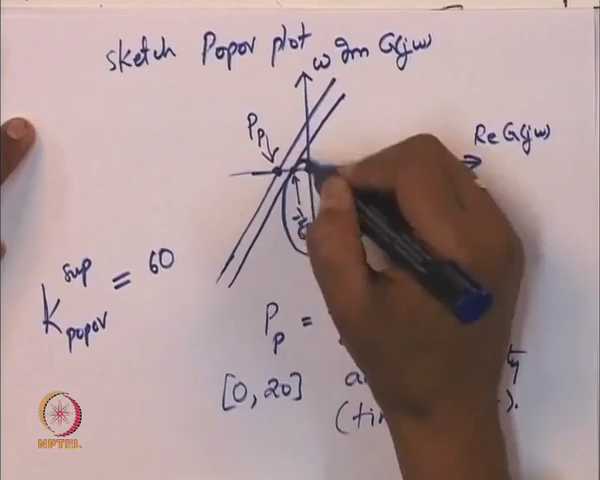 sketch Popov plot
ω Im G(jω)
Pp
Re G(jω)
K sup popov = 60
Pp =
[0, 20]
NPTEL